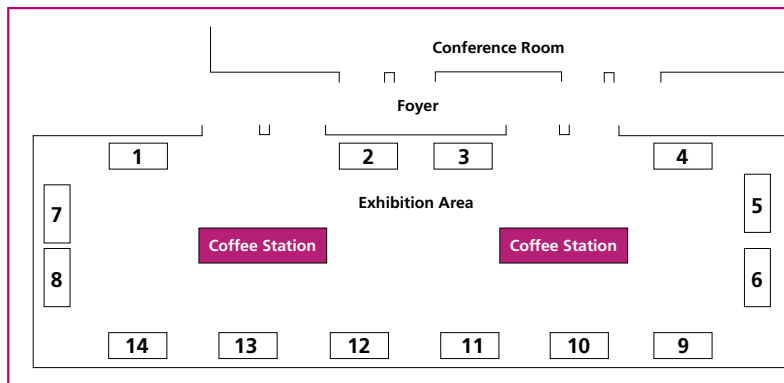 Conference Room
Foyer
1
2
3
4
Exhibition Area
7
5
Coffee Station
Coffee Station
8
6
14
13
12
11
10
9